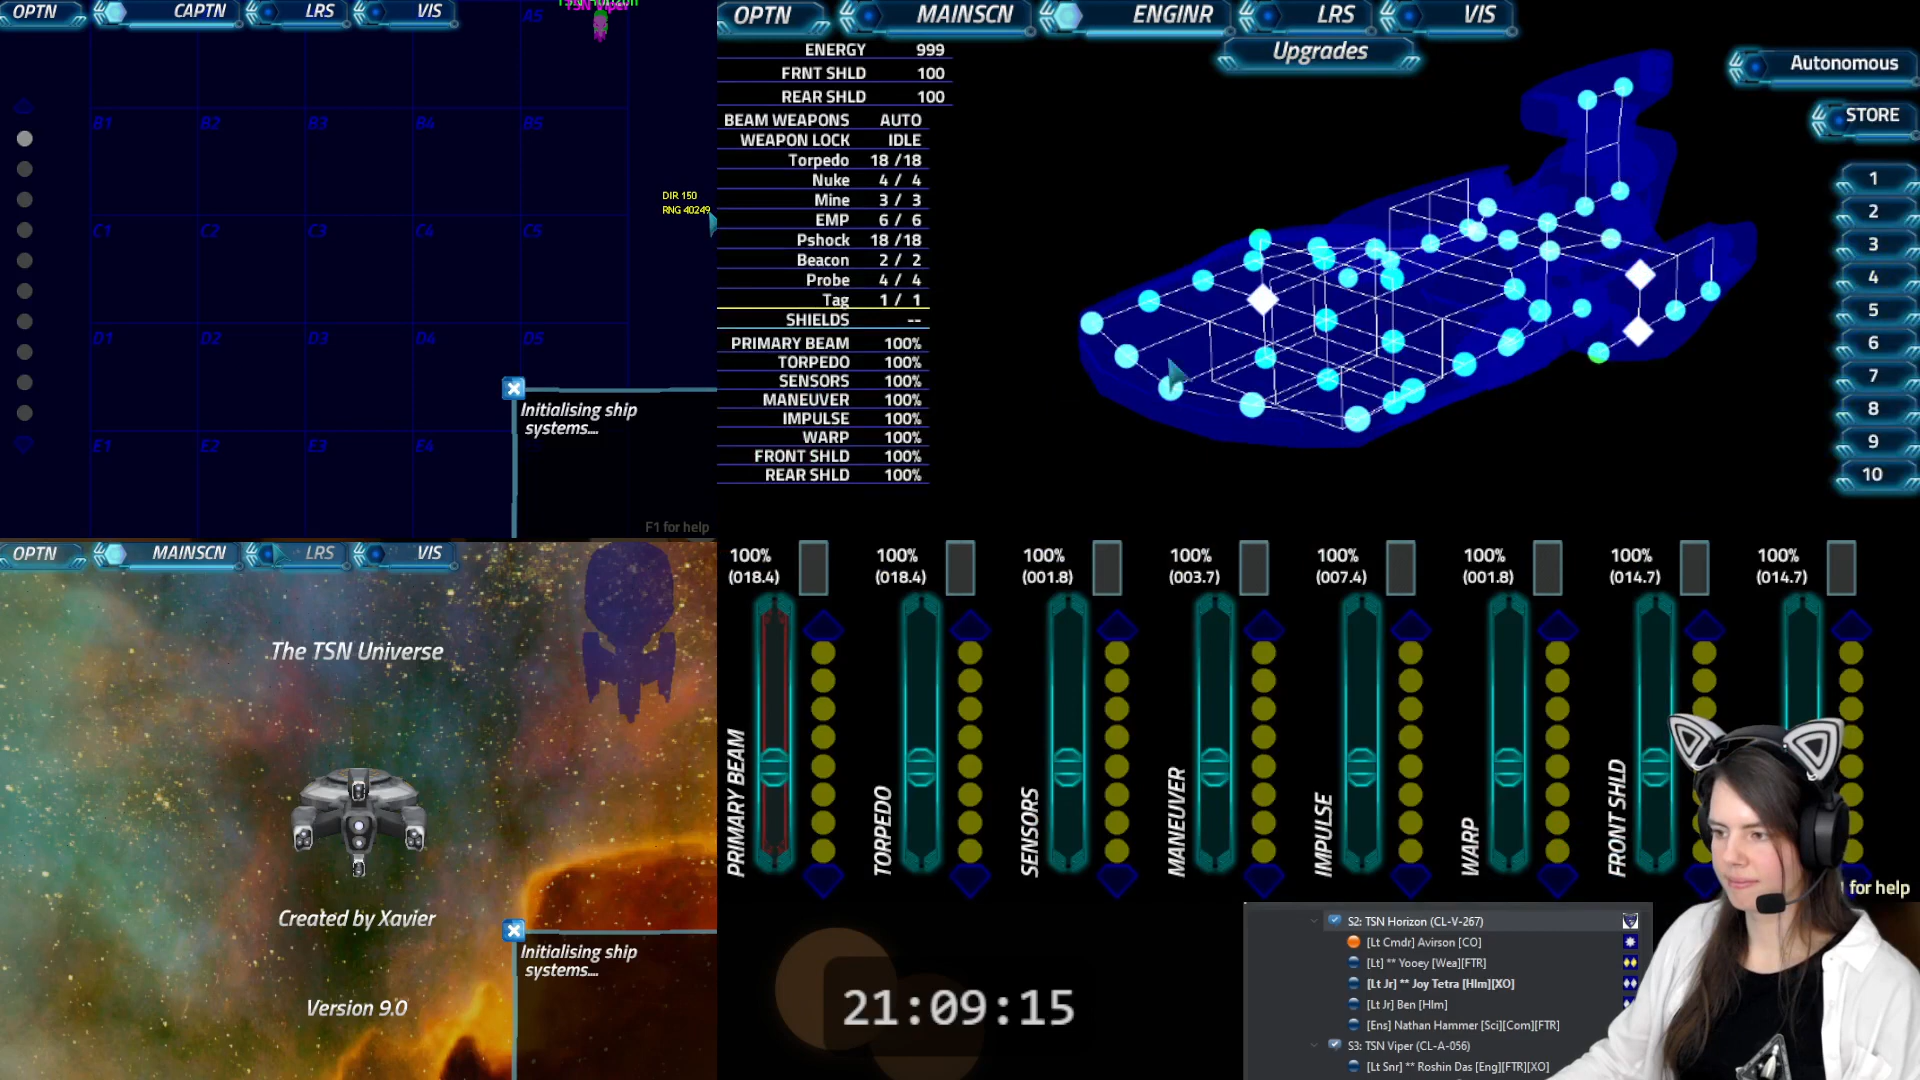 OPTN
CAPTN
LRS
VIS
A5
TSN Viper
B1
B2
B3
B4
B5
DIR 150
RNG 40249
C1
C2
C3
C4
C5
D1
D2
D3
D4
D5
E1
E2
E3
E4
Initialising ship
systems....
F1 for help
OPTN
MAINSCN
ENGINR
LRS
VIS
Upgrades
Autonomous
STORE
1
2
3
4
5
6
7
8
9
10
ENERGY 999
FRNT SHLD 100
REAR SHLD 100
BEAM WEAPONS AUTO
WEAPON LOCK IDLE
Torpedo 18 /18
Nuke 4 / 4
Mine 3 / 3
EMP 6 / 6
Pshock 18 /18
Beacon 2 / 2
Probe 4 / 4
Tag 1 / 1
SHIELDS --
PRIMARY BEAM 100%
TORPEDO 100%
SENSORS 100%
MANEUVER 100%
IMPULSE 100%
WARP 100%
FRONT SHLD 100%
REAR SHLD 100%
OPTN
MAINSCN
LRS
VIS
The TSN Universe
Created by Xavier
Version 9.0
Initialising ship
systems....
100%
(018.4)
PRIMARY BEAM
100%
(018.4)
TORPEDO
100%
(001.8)
SENSORS
100%
(003.7)
MANEUVER
100%
(007.4)
IMPULSE
100%
(001.8)
WARP
100%
(014.7)
FRONT SHLD
100%
(014.7)
for help
21:09:15
S2: TSN Horizon (CL-V-267)
[Lt Cmdr] Avirson [CO]
[Lt] ** Yooey [Wea][FTR]
[Lt Jr] ** Joy Tetra [Hlm][XO]
[Lt Jr] Ben [Hlm]
[Ens] Nathan Hammer [Sci][Com][FTR]
S3: TSN Viper (CL-A-056)
[Lt Snr] ** Roshin Das [Eng][FTR][XO]